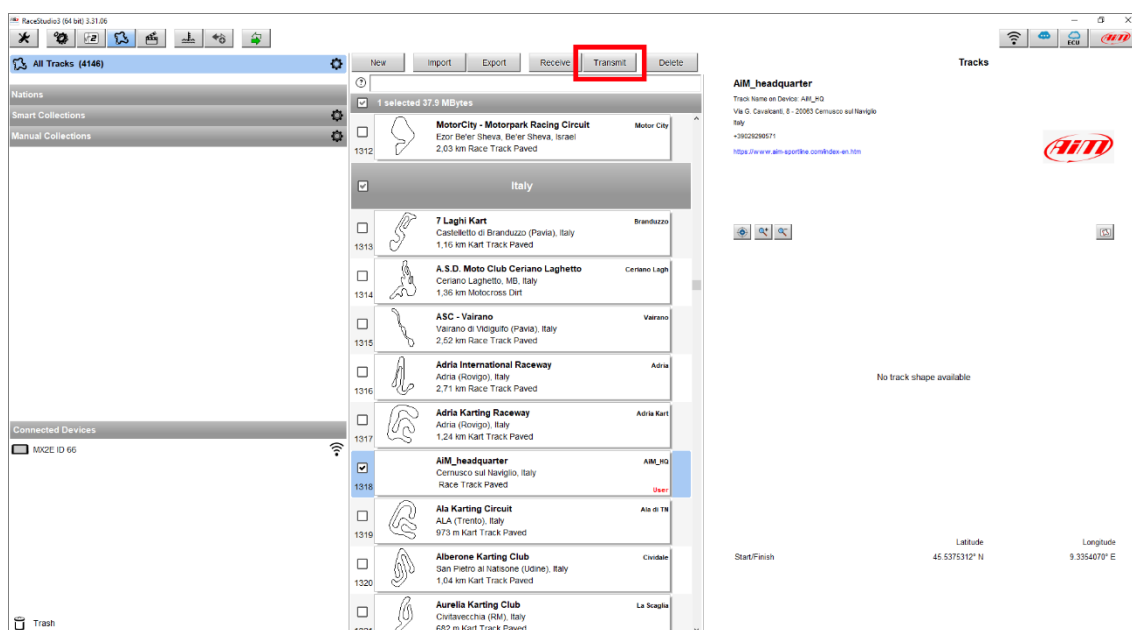 RaceStudio3 (64 bit) 3.31.06
ECU
AiM
All Tracks (4146)
Nations
Smart Collections
Manual Collections
Connected Devices
MX2E ID 66
Trash
New Import Export Receive Transmit Delete
1 selected 37.9 MBytes
MotorCity - Motorpark Racing Circuit Motor City
Ezor Be'er Sheva, Be'er Sheva, Israel
2,03 km Race Track Paved
1312
Italy
7 Laghi Kart Branduzzo
Castelletto di Branduzzo (Pavia), Italy
1,16 km Kart Track Paved
1313
A.S.D. Moto Club Ceriano Laghetto Ceriano Lagh
Ceriano Laghetto, MB, Italy
1,36 km Motocross Dirt
1314
ASC - Vairano Vairano
Vairano di Vidigulfo (Pavia), Italy
2,52 km Race Track Paved
1315
Adria International Raceway Adria
Adria (Rovigo), Italy
2,71 km Race Track Paved
1316
Adria Karting Raceway Adria Kart
Adria (Rovigo), Italy
1,24 km Kart Track Paved
1317
AiM_headquarter AiM_HQ
Cernusco sul Naviglio, Italy
Race Track Paved
1318 User
Ala Karting Circuit Ala di TN
ALA (Trento), Italy
973 m Kart Track Paved
1319
Alberone Karting Club Cividale
San Pietro al Natisone (Udine), Italy
1,04 km Kart Track Paved
1320
Aurelia Karting Club La Scaglia
Civitavecchia (RM), Italy
682 m Kart Track Paved
Tracks
AiM_headquarter
Track Name on Device: AiM_HQ
Via G. Cavalcanti, 8 - 20063 Cernusco sul Naviglio
Italy
+39029290571
https://www.aim-sportline.com/index-en.htm
AiM
No track shape available
Latitude Longitude
Start/Finish 45.5375312° N 9.3354070° E